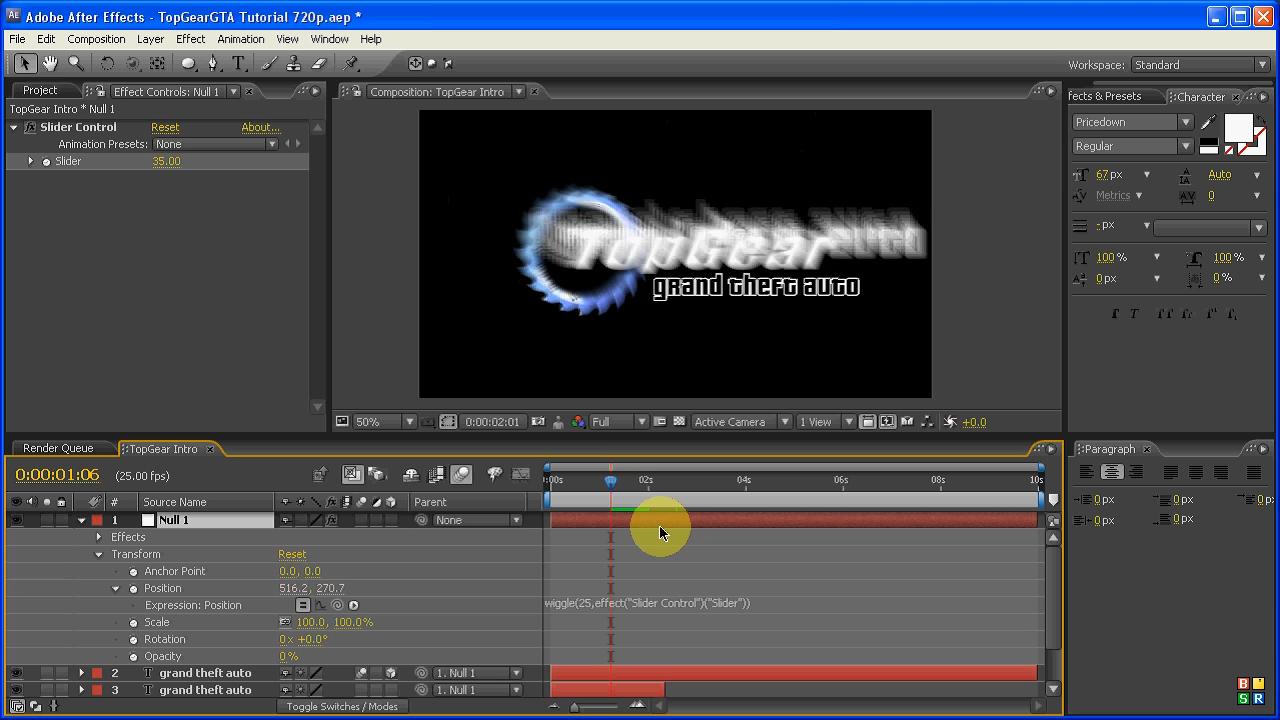 AE Adobe After Effects - TopGearGTA Tutorial 720p.aep *
File Edit Composition Layer Effect Animation View Window Help
Workspace: Standard
Project Effect Controls: Null 1
Composition: TopGear Intro
fects & Presets Character
TopGear Intro * Null 1
Slider Control Reset About...
Animation Presets: None
Slider 35.00
Pricedown
Regular
67 px Auto
Metrics 0
- px
100 % 100 %
0 px 0 %
TopGear
grand theft auto
50% 0:00:02:01 Full Active Camera 1 View +0.0
Render Queue TopGear Intro
Paragraph
0:00:01:06 (25.00 fps)
:00s 02s 04s 06s 08s 10s
# Source Name Parent
1 Null 1 None
Effects
Transform Reset
Anchor Point 0.0, 0.0
Position 516.2, 270.7
Expression: Position wiggle(25,effect("Slider Control")("Slider"))
Scale 100.0, 100.0%
Rotation 0 x +0.0°
Opacity 0 %
2 T grand theft auto 1. Null 1
3 T grand theft auto 1. Null 1
Toggle Switches / Modes
0 px 0 px 0 px
0 px 0 px
B S R